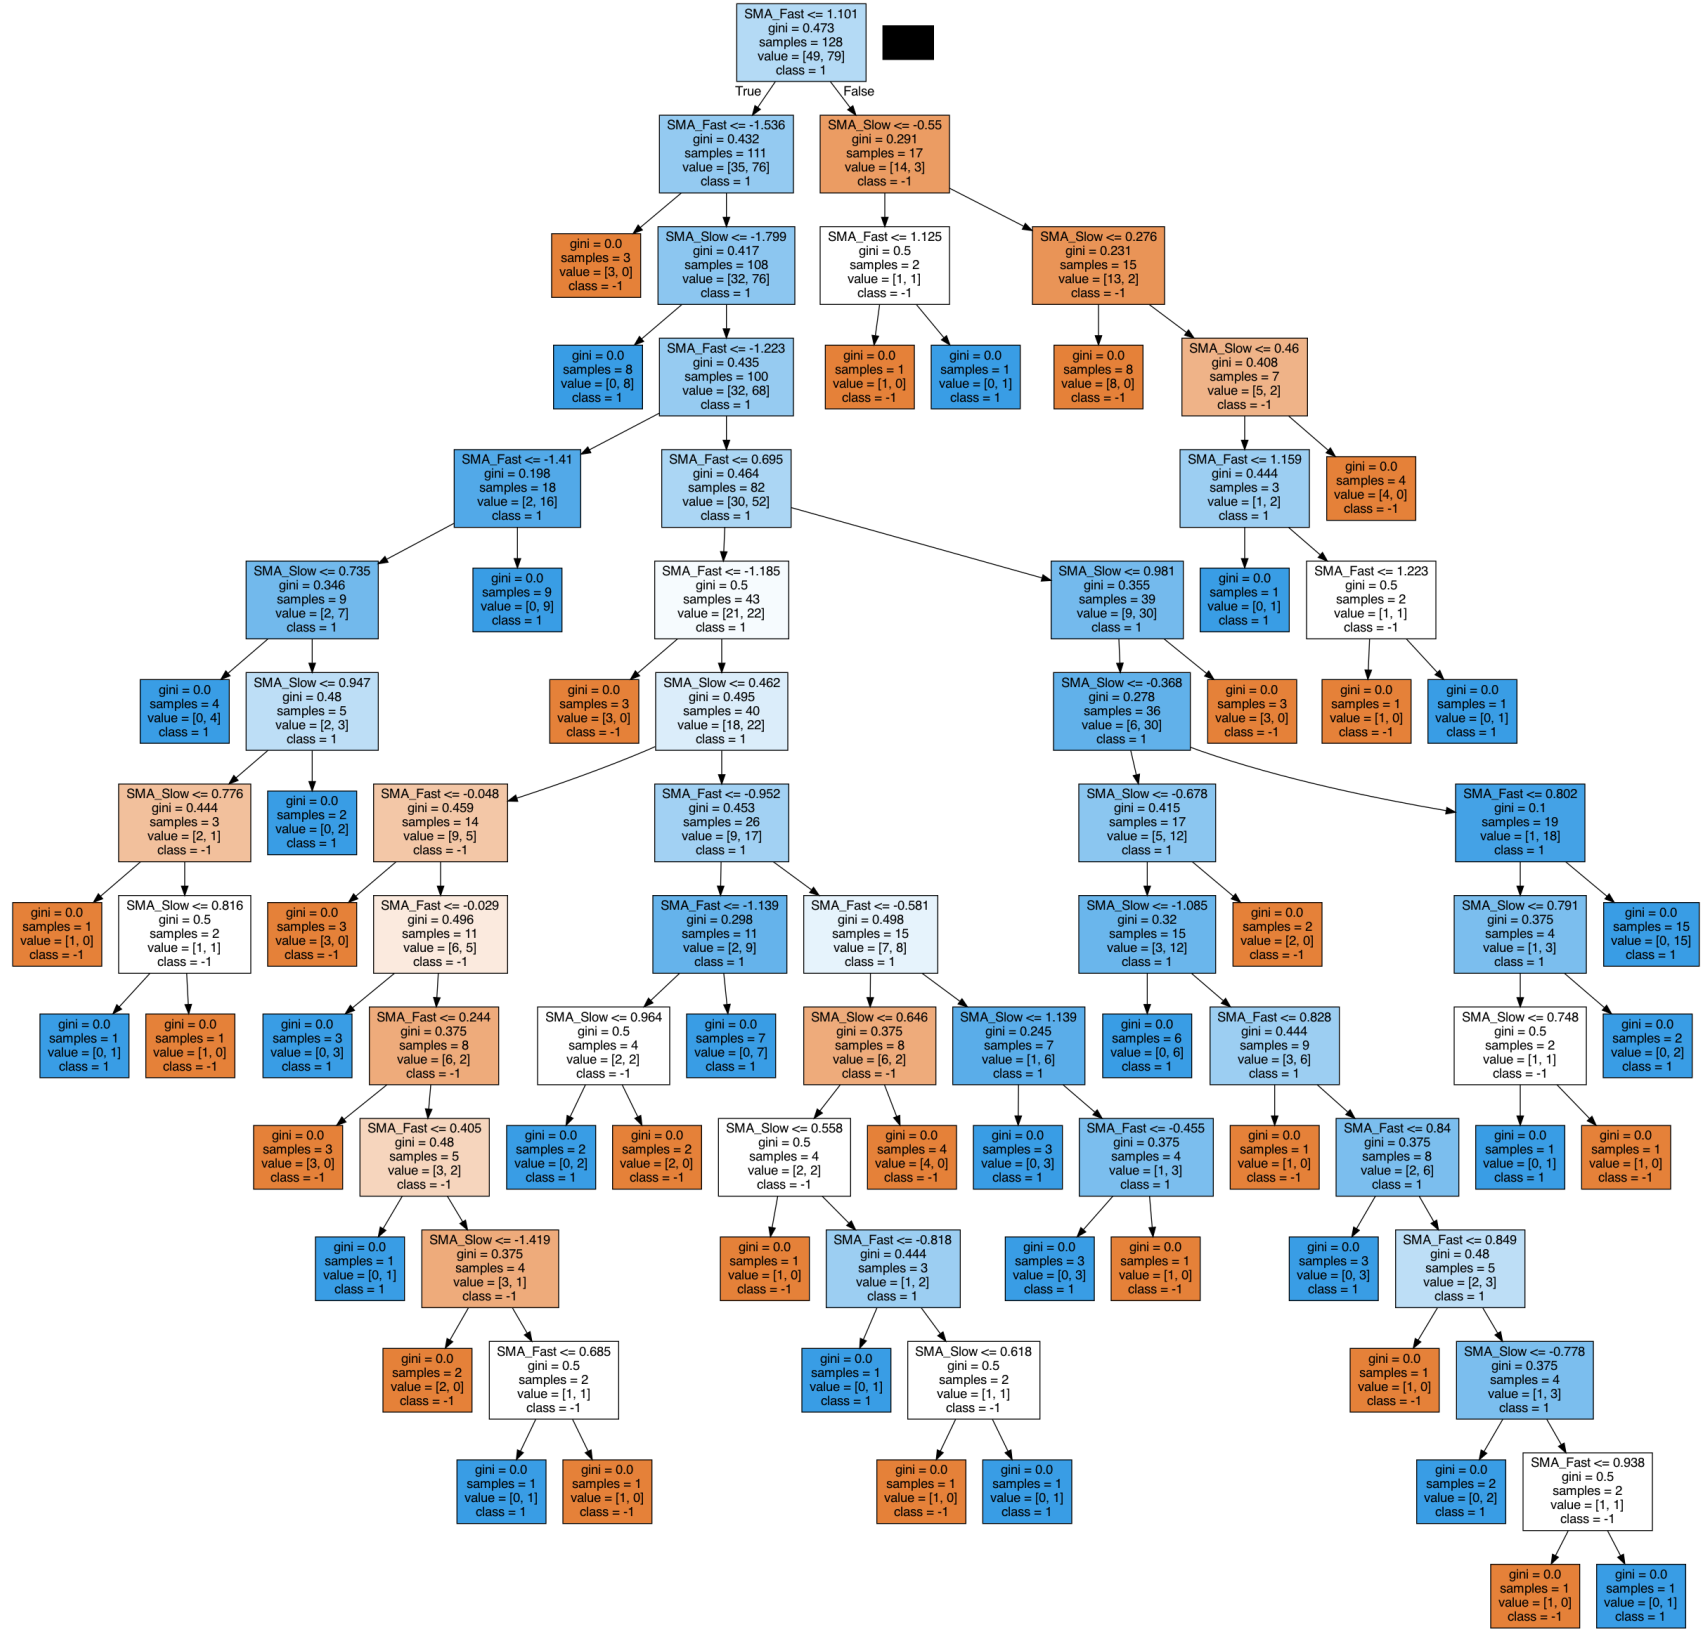 SMA_Fast <= 1.101
gini = 0.473
samples = 128
value = [49, 79]
class = 1
True
False
SMA_Fast <= -1.536
gini = 0.432
samples = 111
value = [35, 76]
class = 1
SMA_Slow <= -0.55
gini = 0.291
samples = 17
value = [14, 3]
class = -1
gini = 0.0
samples = 3
value = [3, 0]
class = -1
SMA_Slow <= -1.799
gini = 0.417
samples = 108
value = [32, 76]
class = 1
SMA_Fast <= 1.125
gini = 0.5
samples = 2
value = [1, 1]
class = -1
SMA_Slow <= 0.276
gini = 0.231
samples = 15
value = [13, 2]
class = -1
gini = 0.0
samples = 8
value = [0, 8]
class = 1
SMA_Fast <= -1.223
gini = 0.435
samples = 100
value = [32, 68]
class = 1
gini = 0.0
samples = 1
value = [1, 0]
class = -1
gini = 0.0
samples = 1
value = [0, 1]
class = 1
gini = 0.0
samples = 8
value = [8, 0]
class = -1
SMA_Slow <= 0.46
gini = 0.408
samples = 7
value = [5, 2]
class = -1
SMA_Fast <= -1.41
gini = 0.198
samples = 18
value = [2, 16]
class = 1
SMA_Fast <= 0.695
gini = 0.464
samples = 82
value = [30, 52]
class = 1
SMA_Fast <= 1.159
gini = 0.444
samples = 3
value = [1, 2]
class = 1
gini = 0.0
samples = 4
value = [4, 0]
class = -1
SMA_Slow <= 0.735
gini = 0.346
samples = 9
value = [2, 7]
class = 1
gini = 0.0
samples = 9
value = [0, 9]
class = 1
SMA_Fast <= -1.185
gini = 0.5
samples = 43
value = [21, 22]
class = 1
SMA_Slow <= 0.981
gini = 0.355
samples = 39
value = [9, 30]
class = 1
gini = 0.0
samples = 1
value = [0, 1]
class = 1
SMA_Fast <= 1.223
gini = 0.5
samples = 2
value = [1, 1]
class = -1
gini = 0.0
samples = 4
value = [0, 4]
class = 1
SMA_Slow <= 0.947
gini = 0.48
samples = 5
value = [2, 3]
class = 1
gini = 0.0
samples = 3
value = [3, 0]
class = -1
SMA_Slow <= 0.462
gini = 0.495
samples = 40
value = [18, 22]
class = 1
SMA_Slow <= -0.368
gini = 0.278
samples = 36
value = [6, 30]
class = 1
gini = 0.0
samples = 3
value = [3, 0]
class = -1
gini = 0.0
samples = 1
value = [1, 0]
class = -1
gini = 0.0
samples = 1
value = [0, 1]
class = 1
SMA_Slow <= 0.776
gini = 0.444
samples = 3
value = [2, 1]
class = -1
gini = 0.0
samples = 2
value = [0, 2]
class = 1
SMA_Fast <= -0.048
gini = 0.459
samples = 14
value = [9, 5]
class = -1
SMA_Fast <= -0.952
gini = 0.453
samples = 26
value = [9, 17]
class = 1
SMA_Slow <= -0.678
gini = 0.415
samples = 17
value = [5, 12]
class = 1
SMA_Fast <= 0.802
gini = 0.1
samples = 19
value = [1, 18]
class = 1
gini = 0.0
samples = 1
value = [1, 0]
class = -1
SMA_Slow <= 0.816
gini = 0.5
samples = 2
value = [1, 1]
class = -1
gini = 0.0
samples = 3
value = [3, 0]
class = -1
SMA_Fast <= -0.029
gini = 0.496
samples = 11
value = [6, 5]
class = -1
SMA_Fast <= -1.139
gini = 0.298
samples = 11
value = [2, 9]
class = 1
SMA_Fast <= -0.581
gini = 0.498
samples = 15
value = [7, 8]
class = 1
SMA_Slow <= -1.085
gini = 0.32
samples = 15
value = [3, 12]
class = 1
gini = 0.0
samples = 2
value = [2, 0]
class = -1
SMA_Slow <= 0.791
gini = 0.375
samples = 4
value = [1, 3]
class = 1
gini = 0.0
samples = 15
value = [0, 15]
class = 1
gini = 0.0
samples = 1
value = [0, 1]
class = 1
gini = 0.0
samples = 1
value = [1, 0]
class = -1
gini = 0.0
samples = 3
value = [0, 3]
class = 1
SMA_Fast <= 0.244
gini = 0.375
samples = 8
value = [6, 2]
class = -1
SMA_Slow <= 0.964
gini = 0.5
samples = 4
value = [2, 2]
class = -1
gini = 0.0
samples = 7
value = [0, 7]
class = 1
SMA_Slow <= 0.646
gini = 0.375
samples = 8
value = [6, 2]
class = -1
SMA_Slow <= 1.139
gini = 0.245
samples = 7
value = [1, 6]
class = 1
gini = 0.0
samples = 6
value = [0, 6]
class = 1
SMA_Fast <= 0.828
gini = 0.444
samples = 9
value = [3, 6]
class = 1
SMA_Slow <= 0.748
gini = 0.5
samples = 2
value = [1, 1]
class = -1
gini = 0.0
samples = 2
value = [0, 2]
class = 1
gini = 0.0
samples = 3
value = [3, 0]
class = -1
SMA_Fast <= 0.405
gini = 0.48
samples = 5
value = [3, 2]
class = -1
gini = 0.0
samples = 2
value = [0, 2]
class = 1
gini = 0.0
samples = 2
value = [2, 0]
class = -1
SMA_Slow <= 0.558
gini = 0.5
samples = 4
value = [2, 2]
class = -1
gini = 0.0
samples = 4
value = [4, 0]
class = -1
gini = 0.0
samples = 3
value = [0, 3]
class = 1
SMA_Fast <= -0.455
gini = 0.375
samples = 4
value = [1, 3]
class = 1
gini = 0.0
samples = 1
value = [1, 0]
class = -1
SMA_Fast <= 0.84
gini = 0.375
samples = 8
value = [2, 6]
class = 1
gini = 0.0
samples = 1
value = [0, 1]
class = 1
gini = 0.0
samples = 1
value = [1, 0]
class = -1
gini = 0.0
samples = 1
value = [0, 1]
class = 1
SMA_Slow <= -1.419
gini = 0.375
samples = 4
value = [3, 1]
class = -1
gini = 0.0
samples = 1
value = [1, 0]
class = -1
SMA_Fast <= -0.818
gini = 0.444
samples = 3
value = [1, 2]
class = 1
gini = 0.0
samples = 3
value = [0, 3]
class = 1
gini = 0.0
samples = 1
value = [1, 0]
class = -1
gini = 0.0
samples = 3
value = [0, 3]
class = 1
SMA_Fast <= 0.849
gini = 0.48
samples = 5
value = [2, 3]
class = 1
gini = 0.0
samples = 2
value = [2, 0]
class = -1
SMA_Fast <= 0.685
gini = 0.5
samples = 2
value = [1, 1]
class = -1
gini = 0.0
samples = 1
value = [0, 1]
class = 1
SMA_Slow <= 0.618
gini = 0.5
samples = 2
value = [1, 1]
class = -1
gini = 0.0
samples = 1
value = [1, 0]
class = -1
SMA_Slow <= -0.778
gini = 0.375
samples = 4
value = [1, 3]
class = 1
gini = 0.0
samples = 1
value = [0, 1]
class = 1
gini = 0.0
samples = 1
value = [1, 0]
class = -1
gini = 0.0
samples = 1
value = [1, 0]
class = -1
gini = 0.0
samples = 1
value = [0, 1]
class = 1
gini = 0.0
samples = 2
value = [0, 2]
class = 1
SMA_Fast <= 0.938
gini = 0.5
samples = 2
value = [1, 1]
class = -1
gini = 0.0
samples = 1
value = [1, 0]
class = -1
gini = 0.0
samples = 1
value = [0, 1]
class = 1